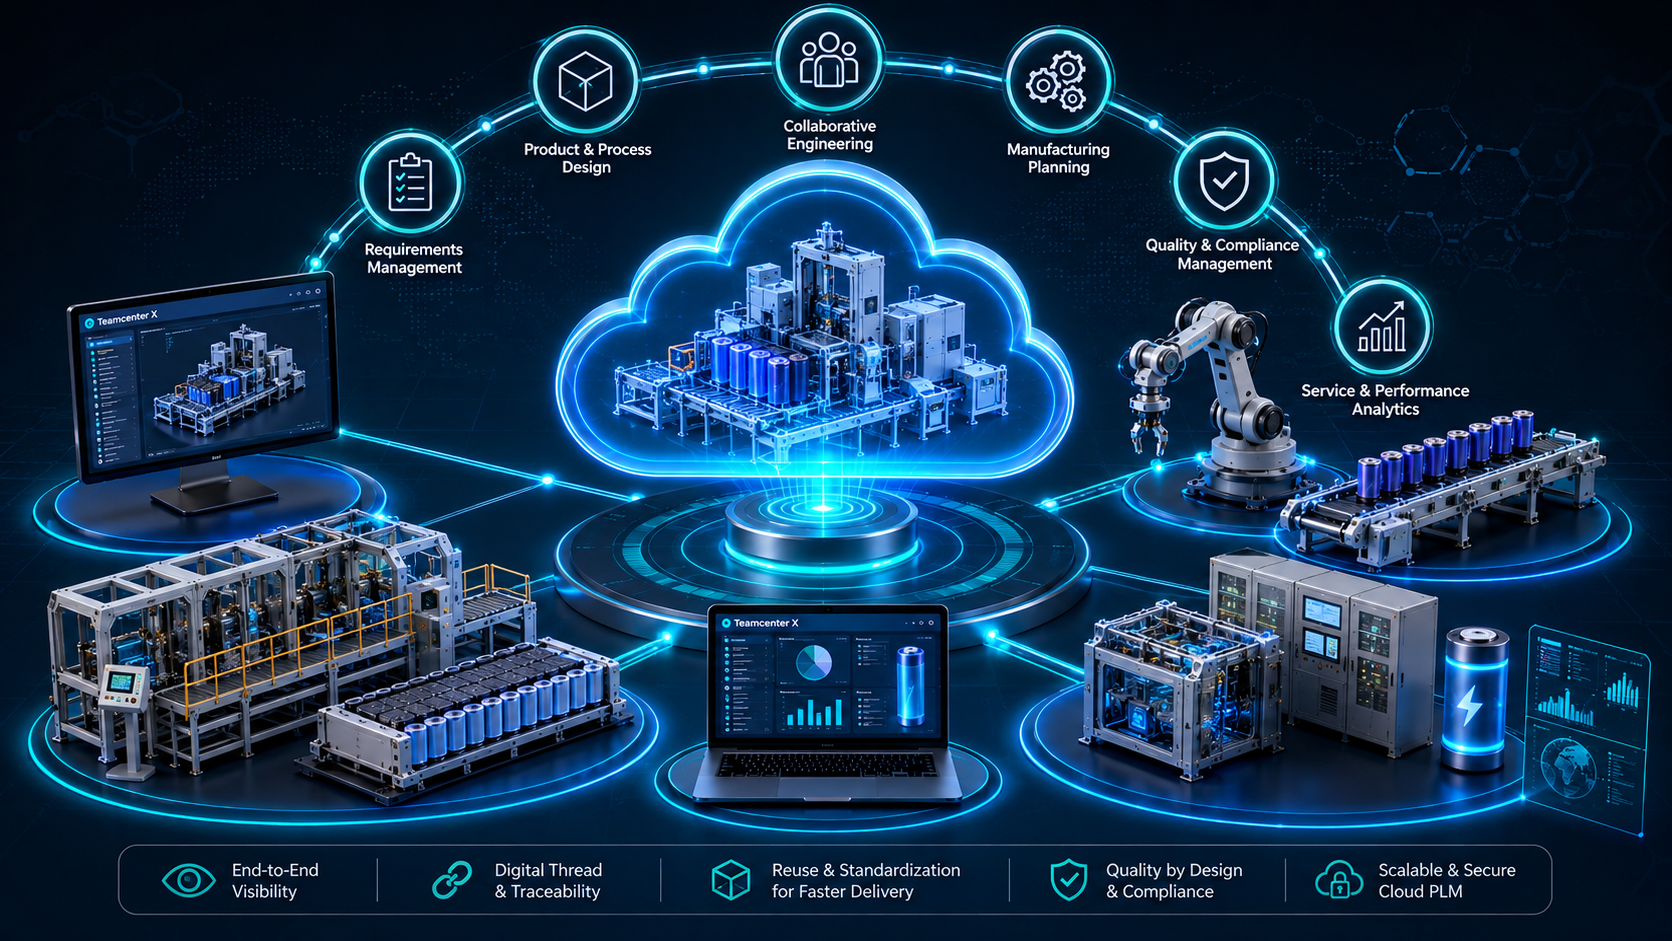 Collaborative
Engineering
Product & Process
Design
Manufacturing
Planning
Requirements
Management
Quality & Compliance
Management
Teamcenter X
Service & Performance
Analytics
Teamcenter X
End-to-End
Visibility
Digital Thread
& Traceability
Reuse & Standardization
for Faster Delivery
Quality by Design
& Compliance
Scalable & Secure
Cloud PLM